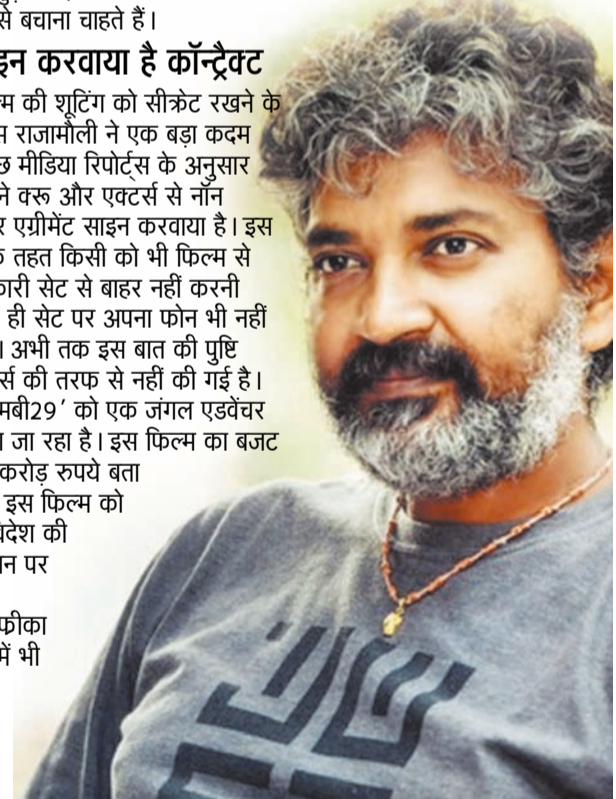 से बचाना चाहते हैं।
साइन करवाया है कॉन्ट्रैक्ट
की शूटिंग को सीक्रेट रखने के
राजामौली ने एक बड़ा कदम
मीडिया रिपोर्ट्स के अनुसार
ने क्रू और एक्टर्स से नॉन
एग्रीमेंट साइन करवाया है। इस
तहत किसी को भी फिल्म से
सेट से बाहर नहीं करनी
ही सेट पर अपना फोन भी नहीं
। अभी तक इस बात की पुष्टि
की तरफ से नहीं की गई है।
एमबी29’ को एक जंगल एडवेंचर
जा रहा है। इस फिल्म का बजट
करोड़ रुपये बता
इस फिल्म को
की
पर
में भी